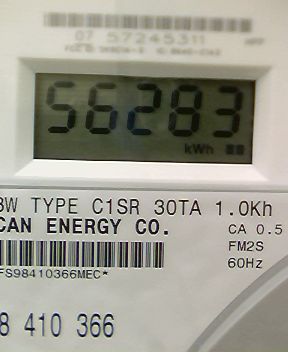 07 57245311
56283
kWh
3W TYPE C1SR 30TA 1.0Kh
CAN ENERGY CO.
CA 0.5
FM2S
60Hz
FS98410366MEC*
8 410 366